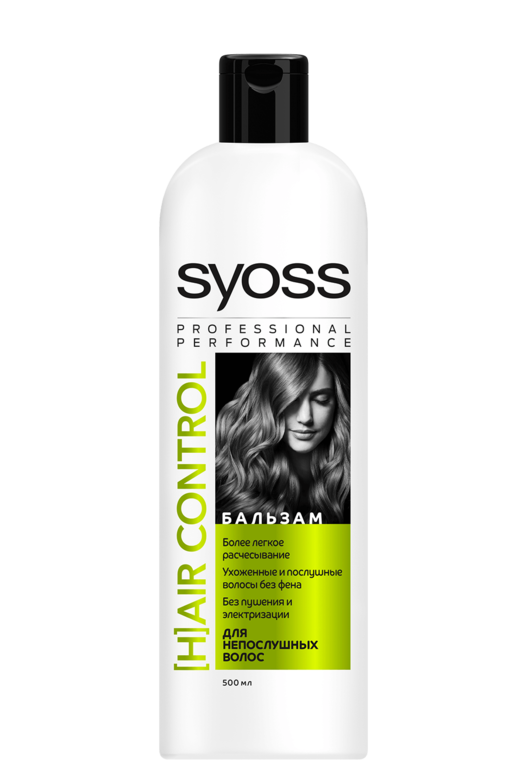 syoss
PROFESSIONAL
PERFORMANCE
[H]AIR CONTROL
БАЛЬЗАМ
Более легкое
расчесывание
Ухоженные и послушные
волосы без фена
Без пушения и
электризации
ДЛЯ
НЕПОСЛУШНЫХ
ВОЛОС
500 мл